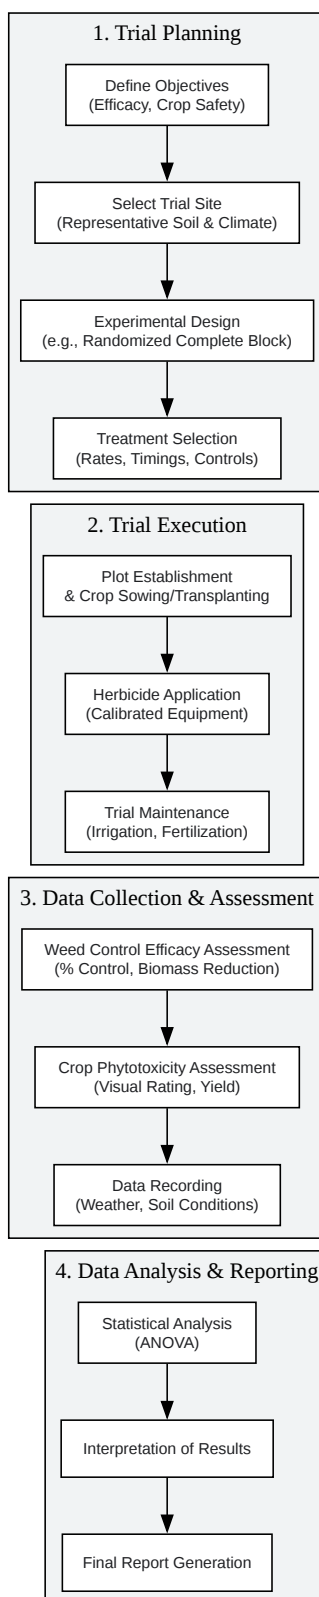 1. Trial Planning
Define Objectives
(Efficacy, Crop Safety)
Select Trial Site
(Representative Soil & Climate)
Experimental Design
(e.g., Randomized Complete Block)
Treatment Selection
(Rates, Timings, Controls)
2. Trial Execution
Plot Establishment
& Crop Sowing/Transplanting
Herbicide Application
(Calibrated Equipment)
Trial Maintenance
(Irrigation, Fertilization)
3. Data Collection & Assessment
Weed Control Efficacy Assessment
(% Control, Biomass Reduction)
Crop Phytotoxicity Assessment
(Visual Rating, Yield)
Data Recording
(Weather, Soil Conditions)
4. Data Analysis & Reporting
Statistical Analysis
(ANOVA)
Interpretation of Results
Final Report Generation